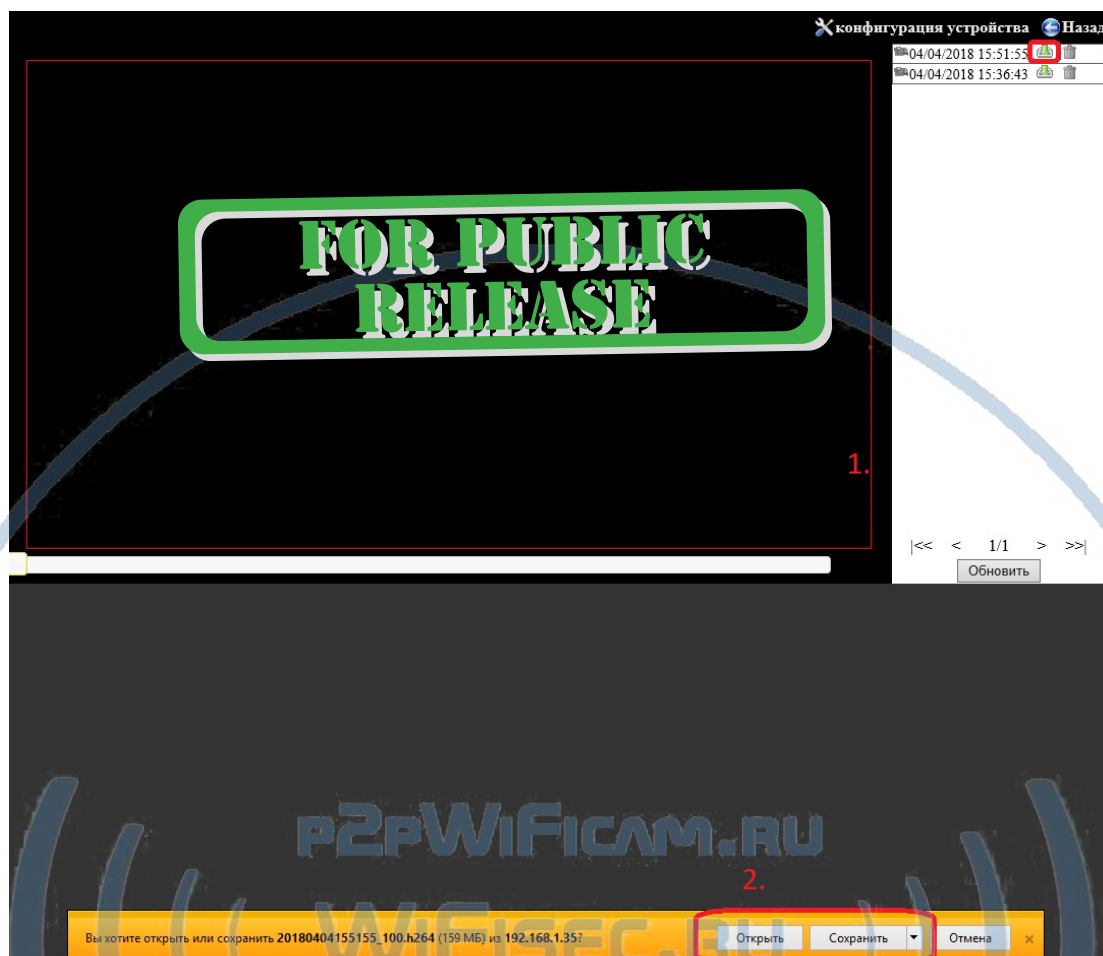 конфигурация устройства Назад
04/04/2018 15:51:55
04/04/2018 15:36:43
FOR PUBLIC
RELEASE
1.
|<< < 1/1 > >>|
Обновить
P2PWIFICAM.RU
2.
WIFISEC.RU
Вы хотите открыть или сохранить 20180404155155_100.h264 (159 МБ) из 192.168.1.35?
Открыть Сохранить Отмена ×